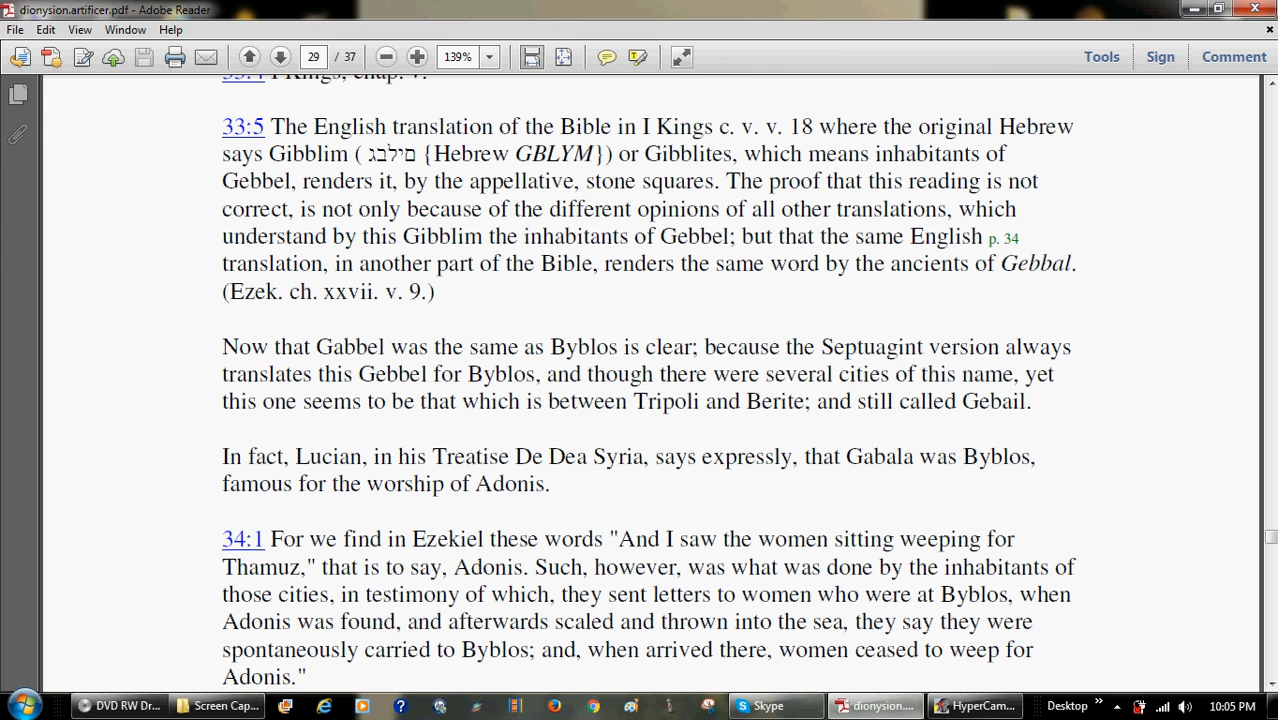 dionysion.artificer.pdf - Adobe Reader
File Edit View Window Help
29 / 37 139% Tools Sign Comment
33:4 I Kings, chap. v.
33:5 The English translation of the Bible in I Kings c. v. v. 18 where the original Hebrew
says Gibblim ( םילבג {Hebrew GBLYM}) or Gibblites, which means inhabitants of
Gebbel, renders it, by the appellative, stone squares. The proof that this reading is not
correct, is not only because of the different opinions of all other translations, which
understand by this Gibblim the inhabitants of Gebbel; but that the same English p. 34
translation, in another part of the Bible, renders the same word by the ancients of Gebbal.
(Ezek. ch. xxvii. v. 9.)
Now that Gabbel was the same as Byblos is clear; because the Septuagint version always
translates this Gebbel for Byblos, and though there were several cities of this name, yet
this one seems to be that which is between Tripoli and Berite; and still called Gebail.
In fact, Lucian, in his Treatise De Dea Syria, says expressly, that Gabala was Byblos,
famous for the worship of Adonis.
34:1 For we find in Ezekiel these words "And I saw the women sitting weeping for
Thamuz," that is to say, Adonis. Such, however, was what was done by the inhabitants of
those cities, in testimony of which, they sent letters to women who were at Byblos, when
Adonis was found, and afterwards scaled and thrown into the sea, they say they were
spontaneously carried to Byblos; and, when arrived there, women ceased to weep for
Adonis."
DVD RW Dr... Screen Cap... Skype dionysion.... HyperCam... Desktop 10:05 PM